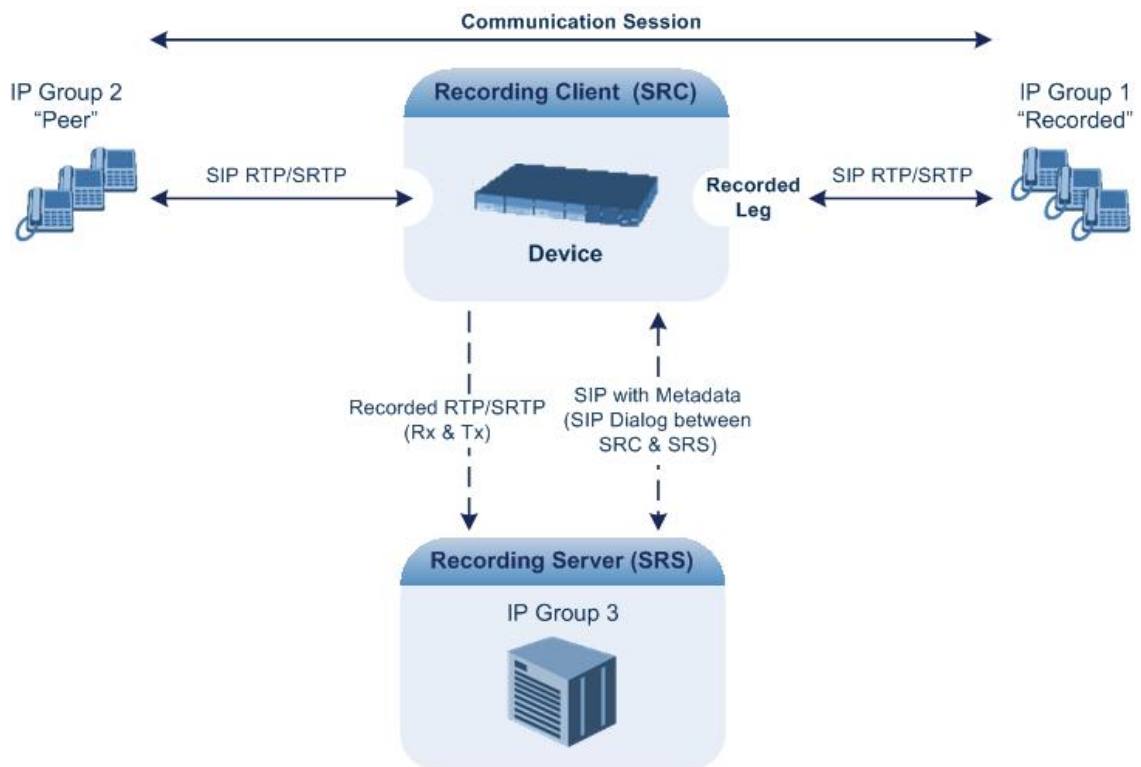 Communication Session
IP Group 2
“Peer”
Recording Client (SRC)
IP Group 1
“Recorded”
SIP RTP/SRTP
Recorded
Leg
SIP RTP/SRTP
Device
Recorded RTP/SRTP
(Rx & Tx)
SIP with Metadata
(SIP Dialog between
SRC & SRS)
Recording Server (SRS)
IP Group 3